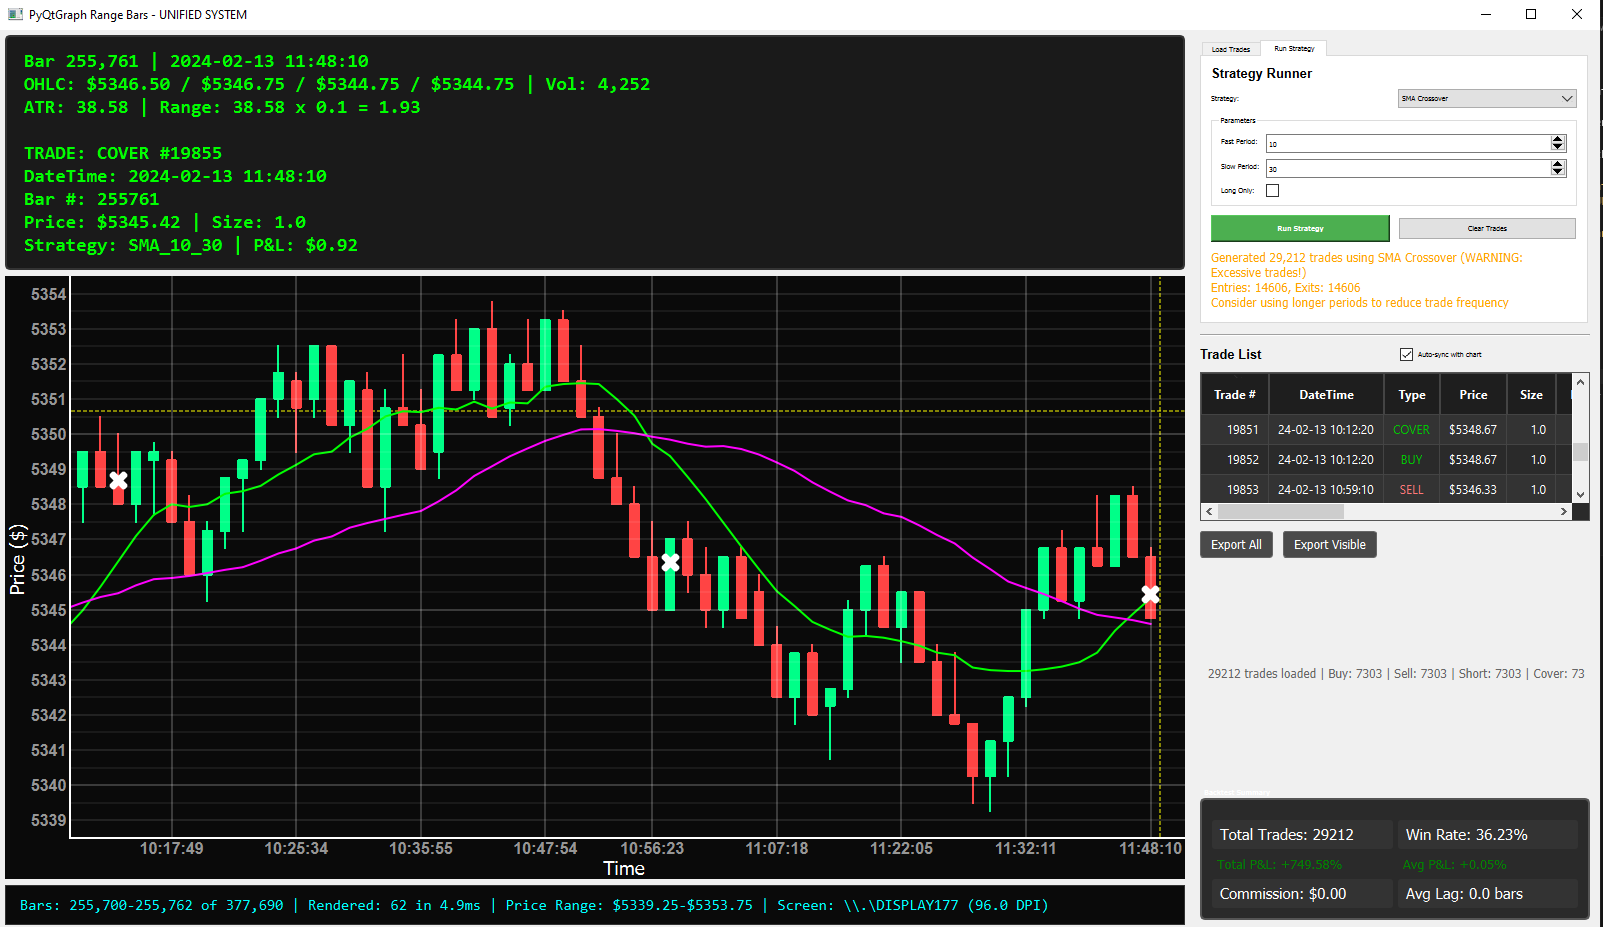 PyQtGraph Range Bars - UNIFIED SYSTEM
Bar 255,761 | 2024-02-13 11:48:10
OHLC: $5346.50 / $5346.75 / $5344.75 / $5344.75 | Vol: 4,252
ATR: 38.58 | Range: 38.58 x 0.1 = 1.93
TRADE: COVER #19855
DateTime: 2024-02-13 11:48:10
Bar #: 255761
Price: $5345.42 | Size: 1.0
Strategy: SMA_10_30 | P&L: $0.92
5354
5353
5352
5351
5350
5349
5348
5347
5346
5345
5344
5343
5342
5341
5340
5339
Price ($)
10:17:49 10:25:34 10:35:55 10:47:54 10:56:23 11:07:18 11:22:05 11:32:11 11:48:10
Time
Bars: 255,700-255,762 of 377,690 | Rendered: 62 in 4.9ms | Price Range: $5339.25-$5353.75 | Screen: \\.\DISPLAY177 (96.0 DPI)
Load Trades Run Strategy
Strategy Runner
Strategy: SMA Crossover
Parameters
Fast Period: 10
Slow Period: 30
Long Only:
Run Strategy Clear Trades
Generated 29,212 trades using SMA Crossover (WARNING:
Excessive trades!)
Entries: 14606, Exits: 14606
Consider using longer periods to reduce trade frequency
Trade List Auto-sync with chart
Trade # DateTime Type Price Size
19851 24-02-13 10:12:20 COVER $5348.67 1.0
19852 24-02-13 10:12:20 BUY $5348.67 1.0
19853 24-02-13 10:59:10 SELL $5346.33 1.0
Export All Export Visible
29212 trades loaded | Buy: 7303 | Sell: 7303 | Short: 7303 | Cover: 73
Total Trades: 29212 Win Rate: 36.23%
Total P&L: +749.58% Avg P&L: +0.05%
Commission: $0.00 Avg Lag: 0.0 bars